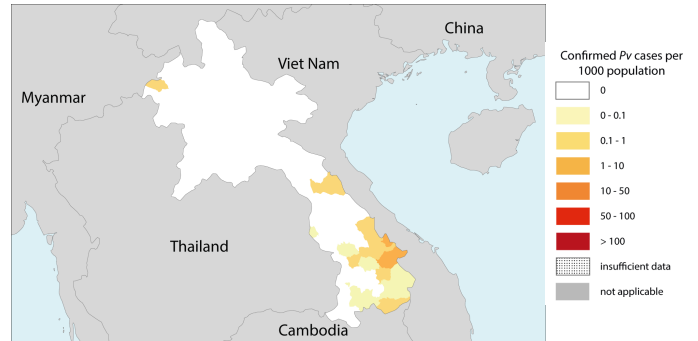 China
Viet Nam
Myanmar
Thailand
Cambodia
Confirmed Pv cases per
1000 population
0
0 - 0.1
0.1 - 1
1 - 10
10 - 50
50 - 100
> 100
insufficient data
not applicable